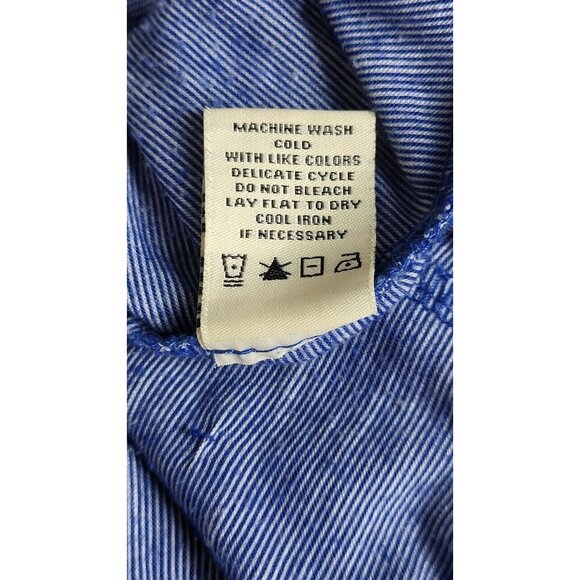 MACHINE WASH
COLD
WITH LIKE COLORS
DELICATE CYCLE
DO NOT BLEACH
LAY FLAT TO DRY
COOL IRON
IF NECESSARY